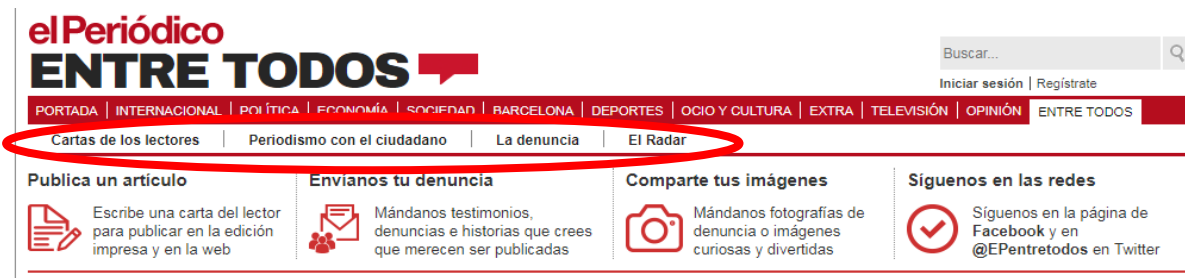 el Periódico
ENTRE TODOS
Buscar...
Iniciar sesión | Regístrate
PORTADA | INTERNACIONAL | POLÍTICA | ECONOMÍA | SOCIEDAD | BARCELONA | DEPORTES | OCIO Y CULTURA | EXTRA | TELEVISIÓN | OPINIÓN | ENTRE TODOS
Cartas de los lectores | Periodismo con el ciudadano | La denuncia | El Radar
Publica un artículo
Escribe una carta del lector
para publicar en la edición
impresa y en la web
Envíanos tu denuncia
Mándanos testimonios,
denuncias e historias que crees
que merecen ser publicadas
Comparte tus imágenes
Mándanos fotografías de
denuncia o imágenes
curiosas y divertidas
Síguenos en las redes
Síguenos en la página de
Facebook y en
@EPentretodos en Twitter